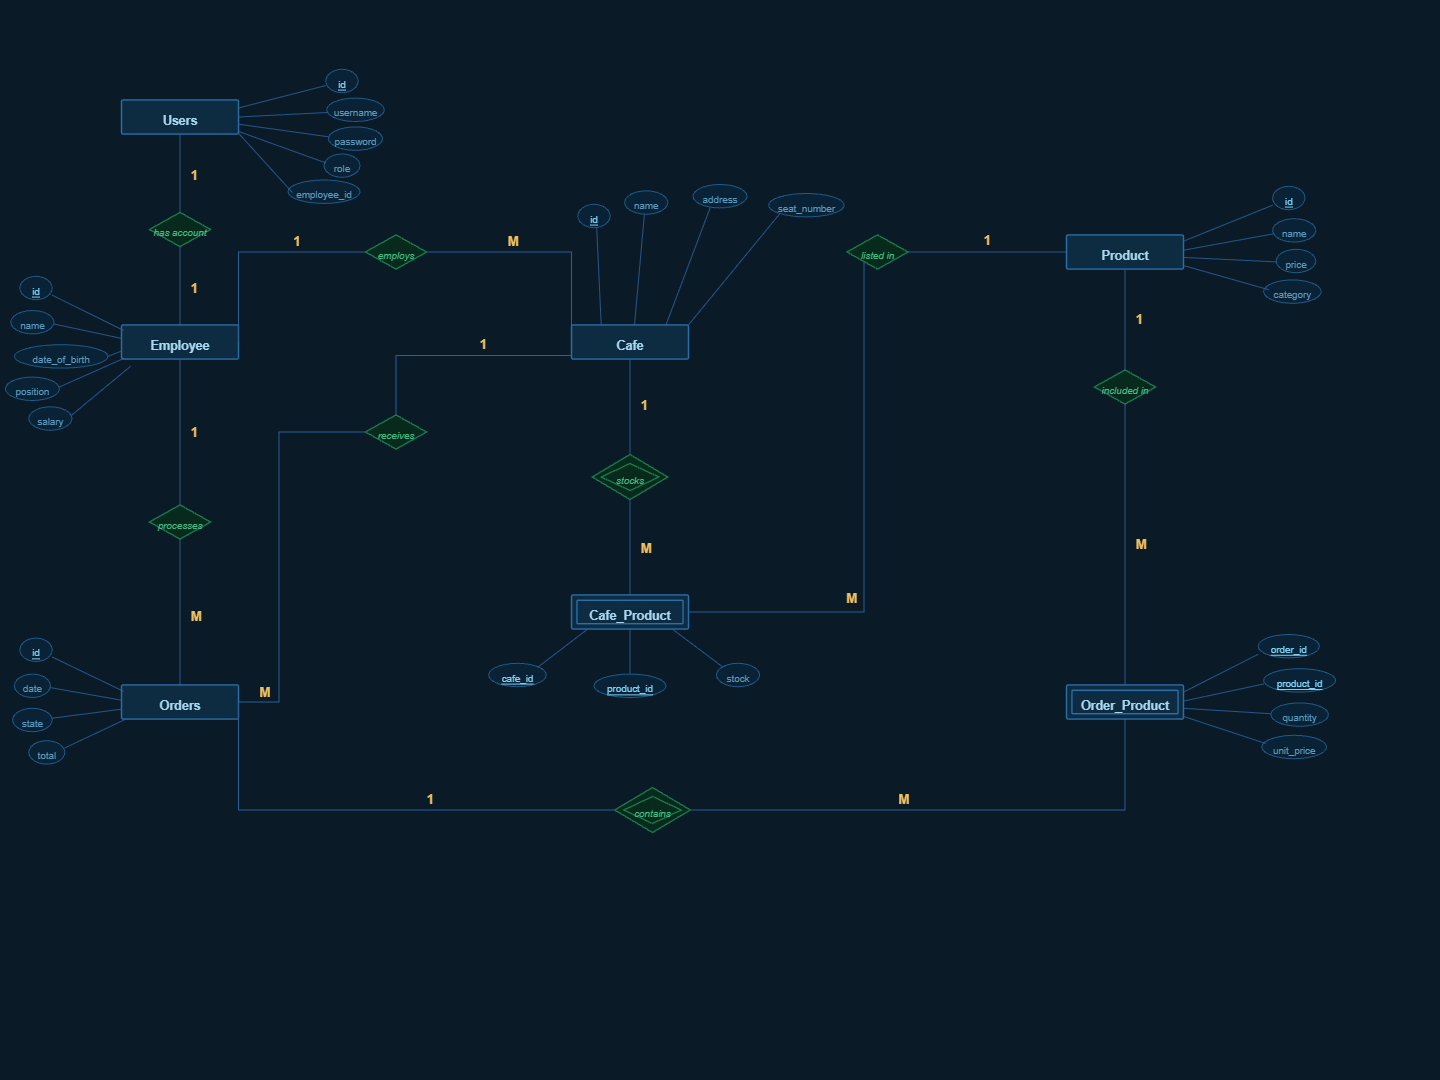 id
Users
username
password
1
role
employee_id
id
name
address
seat_number
has account
id
name
1
employs
M
listed in
1
Product
price
category
id
1
name
Employee
Cafe
1
1
date_of_birth
position
included in
salary
1
1
receives
stocks
processes
M
M
M
M
Cafe_Product
id
order_id
cafe_id
product_id
stock
product_id
date
M
Orders
Order_Product
state
quantity
total
unit_price
1
contains
M